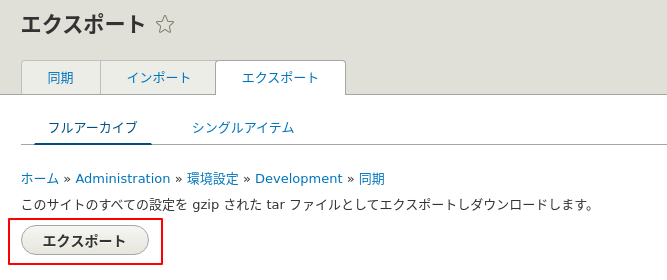 エクスポート
同期 インポート エクスポート
フルアーカイブ シングルアイテム
ホーム » Administration » 環境設定 » Development » 同期
このサイトのすべての設定を gzip された tar ファイルとしてエクスポートしダウンロードします。
エクスポート